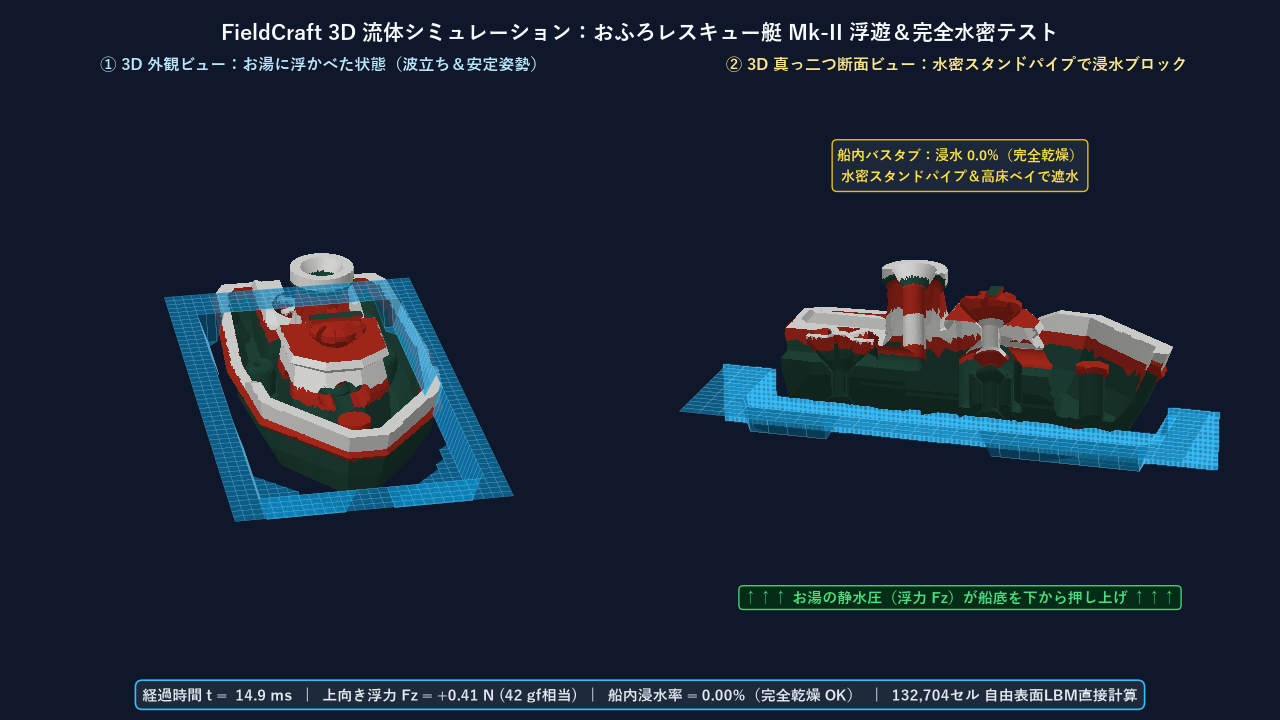 FieldCraft 3D 流体シミュレーション：おふろレスキュー艇 Mk-II 浮遊＆完全水密テスト
① 3D 外観ビュー：お湯に浮かべた状態（波立ち＆安定姿勢）
② 3D 真っ二つ断面ビュー：水密スタンドパイプで浸水ブロック
船内バスタブ：浸水 0.0%（完全乾燥）
水密スタンドパイプ＆高床ベイで遮水
↑ ↑ ↑ お湯の静水圧（浮力 Fz）が船底を下から押し上げ ↑ ↑ ↑
経過時間 t = 14.9 ms ｜ 上向き浮力 Fz = +0.41 N (42 gf相当) ｜ 船内浸水率 = 0.00%（完全乾燥 OK） ｜ 132,704セル 自由表面LBM直接計算